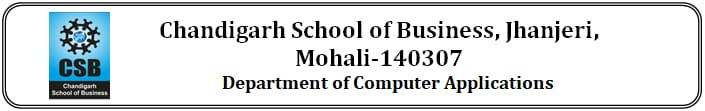 CSB
Chandigarh
School of Business
Chandigarh School of Business, Jhanjeri,
Mohali-140307
Department of Computer Applications